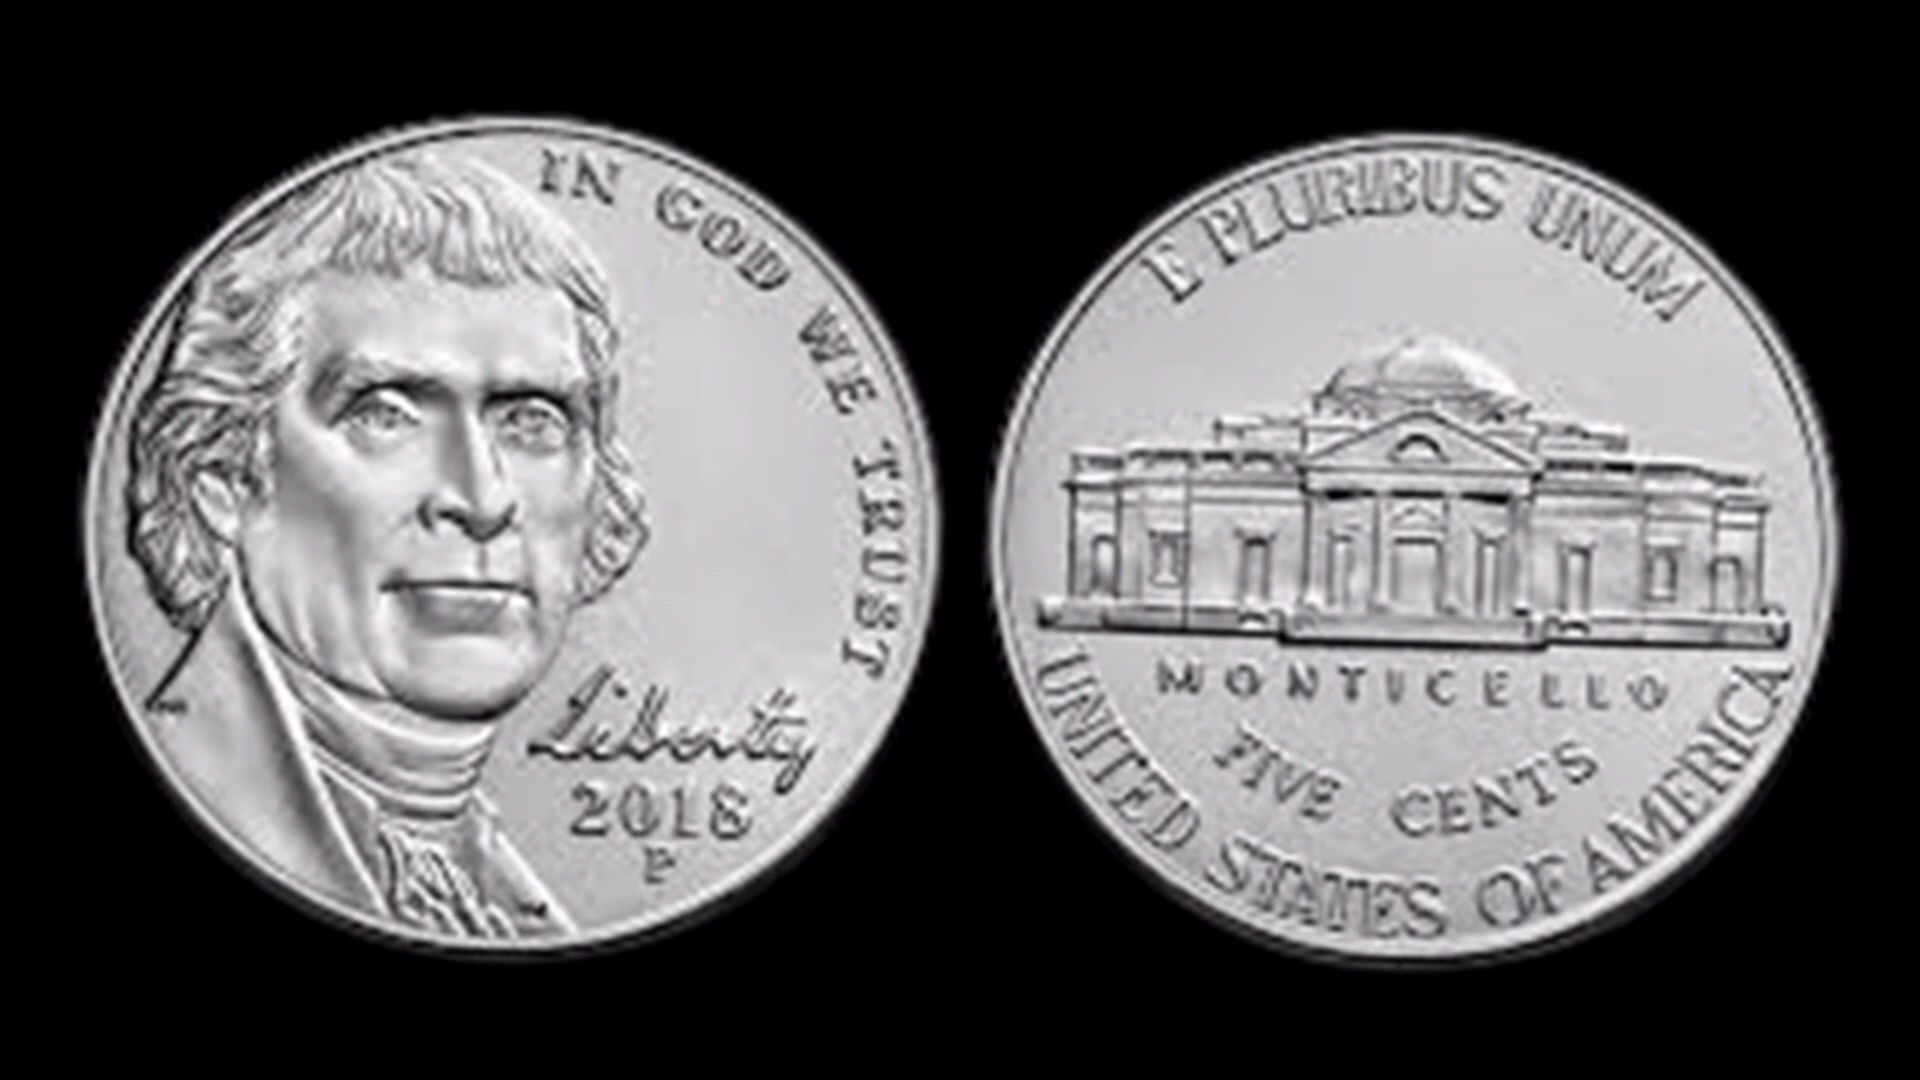 IN GOD WE TRUST
Liberty
2018
P
E PLURIBUS UNUM
MONTICELLO
FIVE CENTS
UNITED STATES OF AMERICA